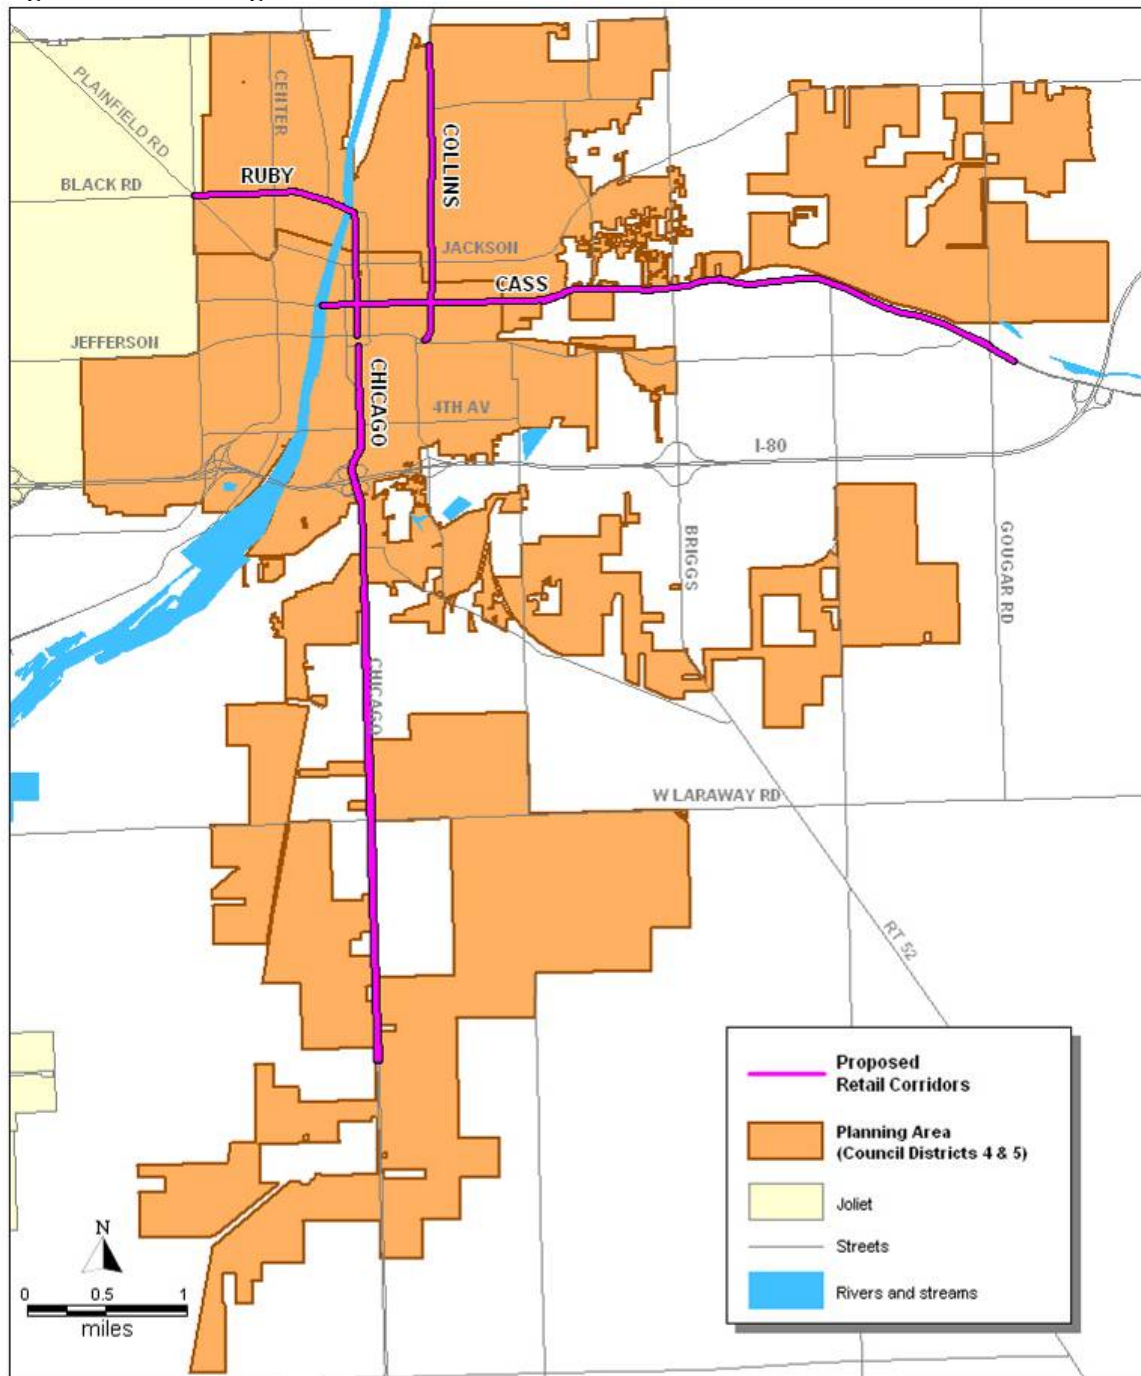 PLAINFIELD RD
CENTER
COLLINS
RUBY
BLACK RD
JACKSON
CASS
JEFFERSON
CHICAGO
4TH AV
I-80
BRIGGS
GOUGAR RD
CHICAGO
W LARAWAY RD
RT 52
Proposed
Retail Corridors
Planning Area
(Council Districts 4 & 5)
Joliet
Streets
Rivers and streams
N
0 0.5 1
miles